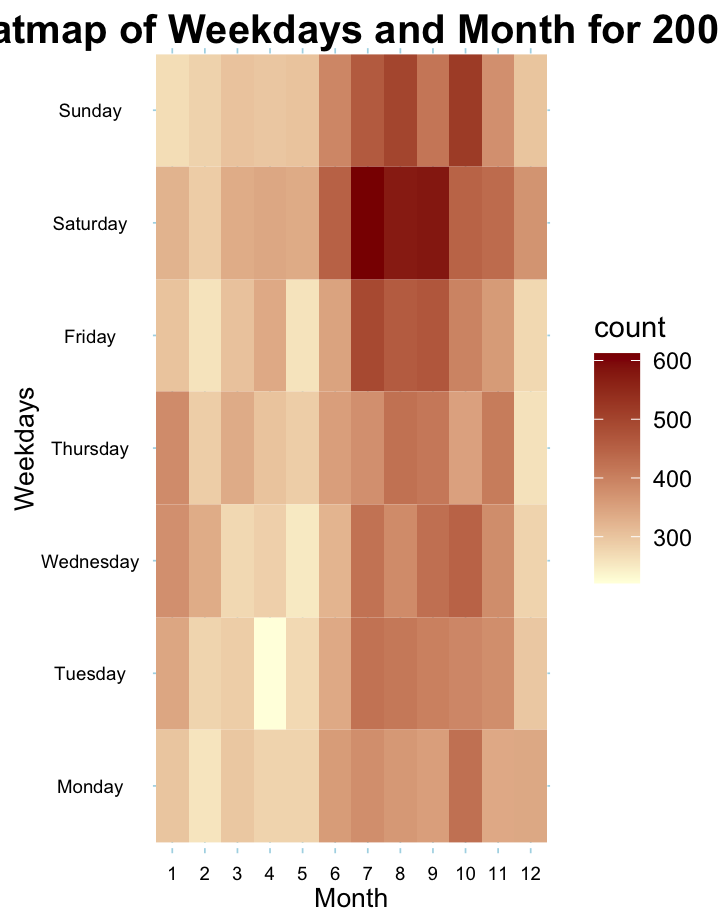 atmap of Weekdays and Month for 200
Sunday
Saturday
Friday
Thursday
Wednesday
Tuesday
Monday
Weekdays
1 2 3 4 5 6 7 8 9 10 11 12
Month
count
600
500
400
300